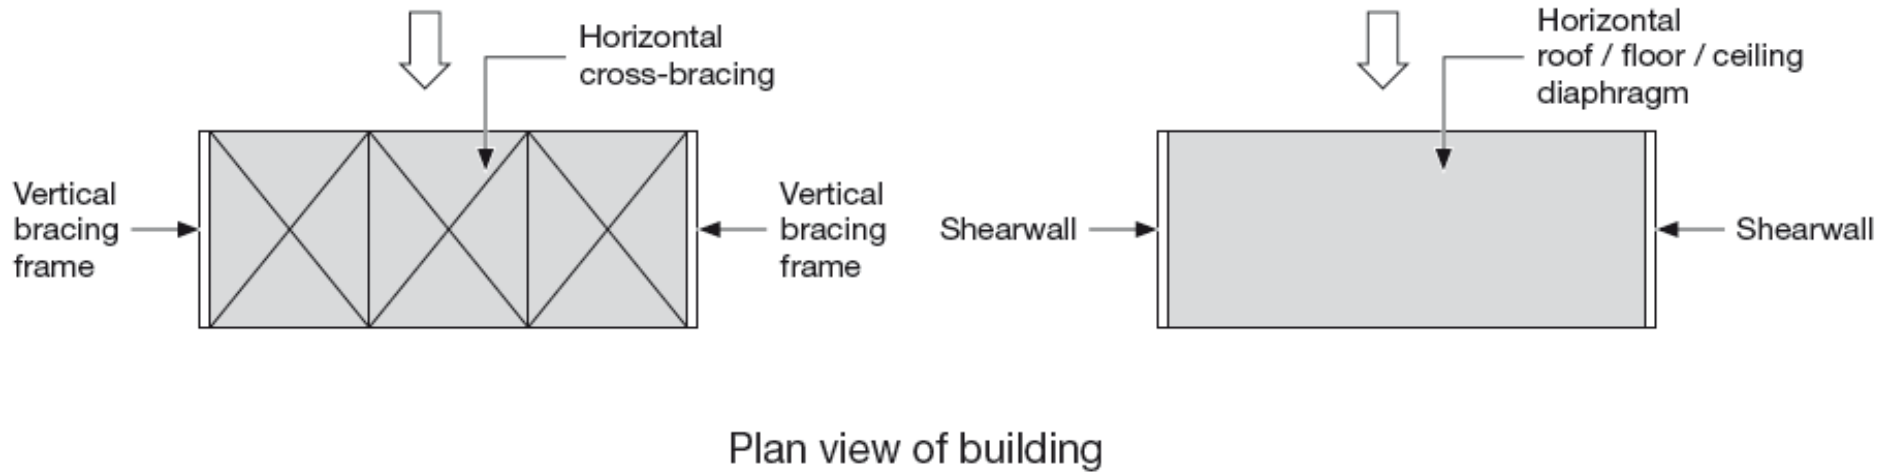 Horizontal
cross-bracing
Vertical
bracing
frame
Vertical
bracing
frame
Horizontal
roof / floor / ceiling
diaphragm
Shearwall
Shearwall
Plan view of building